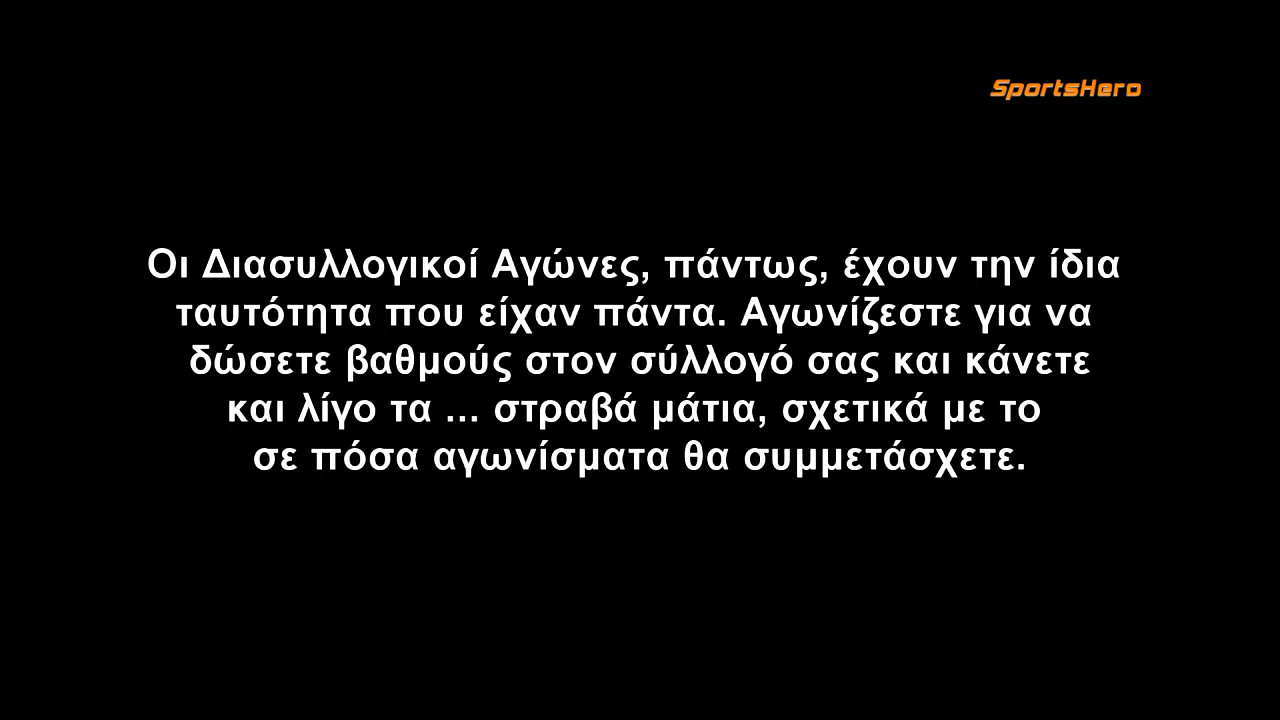 SportsHero
Οι Διασυλλογικοί Αγώνες, πάντως, έχουν την ίδια
ταυτότητα που είχαν πάντα. Αγωνίζεστε για να
δώσετε βαθμούς στον σύλλογό σας και κάνετε
και λίγο τα ... στραβά μάτια, σχετικά με το
σε πόσα αγωνίσματα θα συμμετάσχετε.